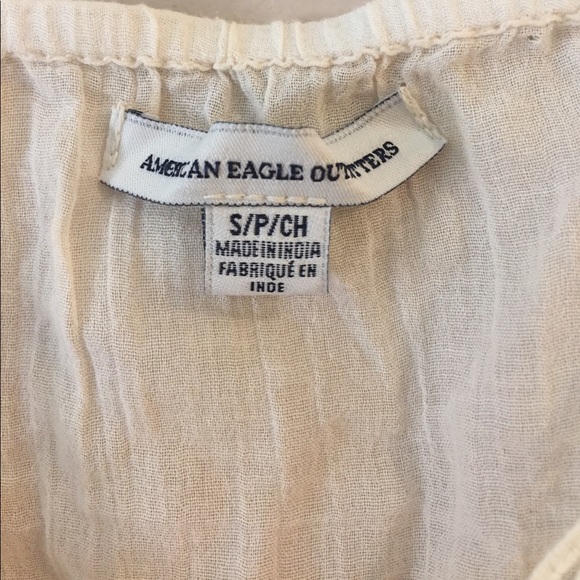 AMERICAN EAGLE OUTFITTERS
S/P/CH
MADE IN INDIA
FABRIQUÉ EN
INDE